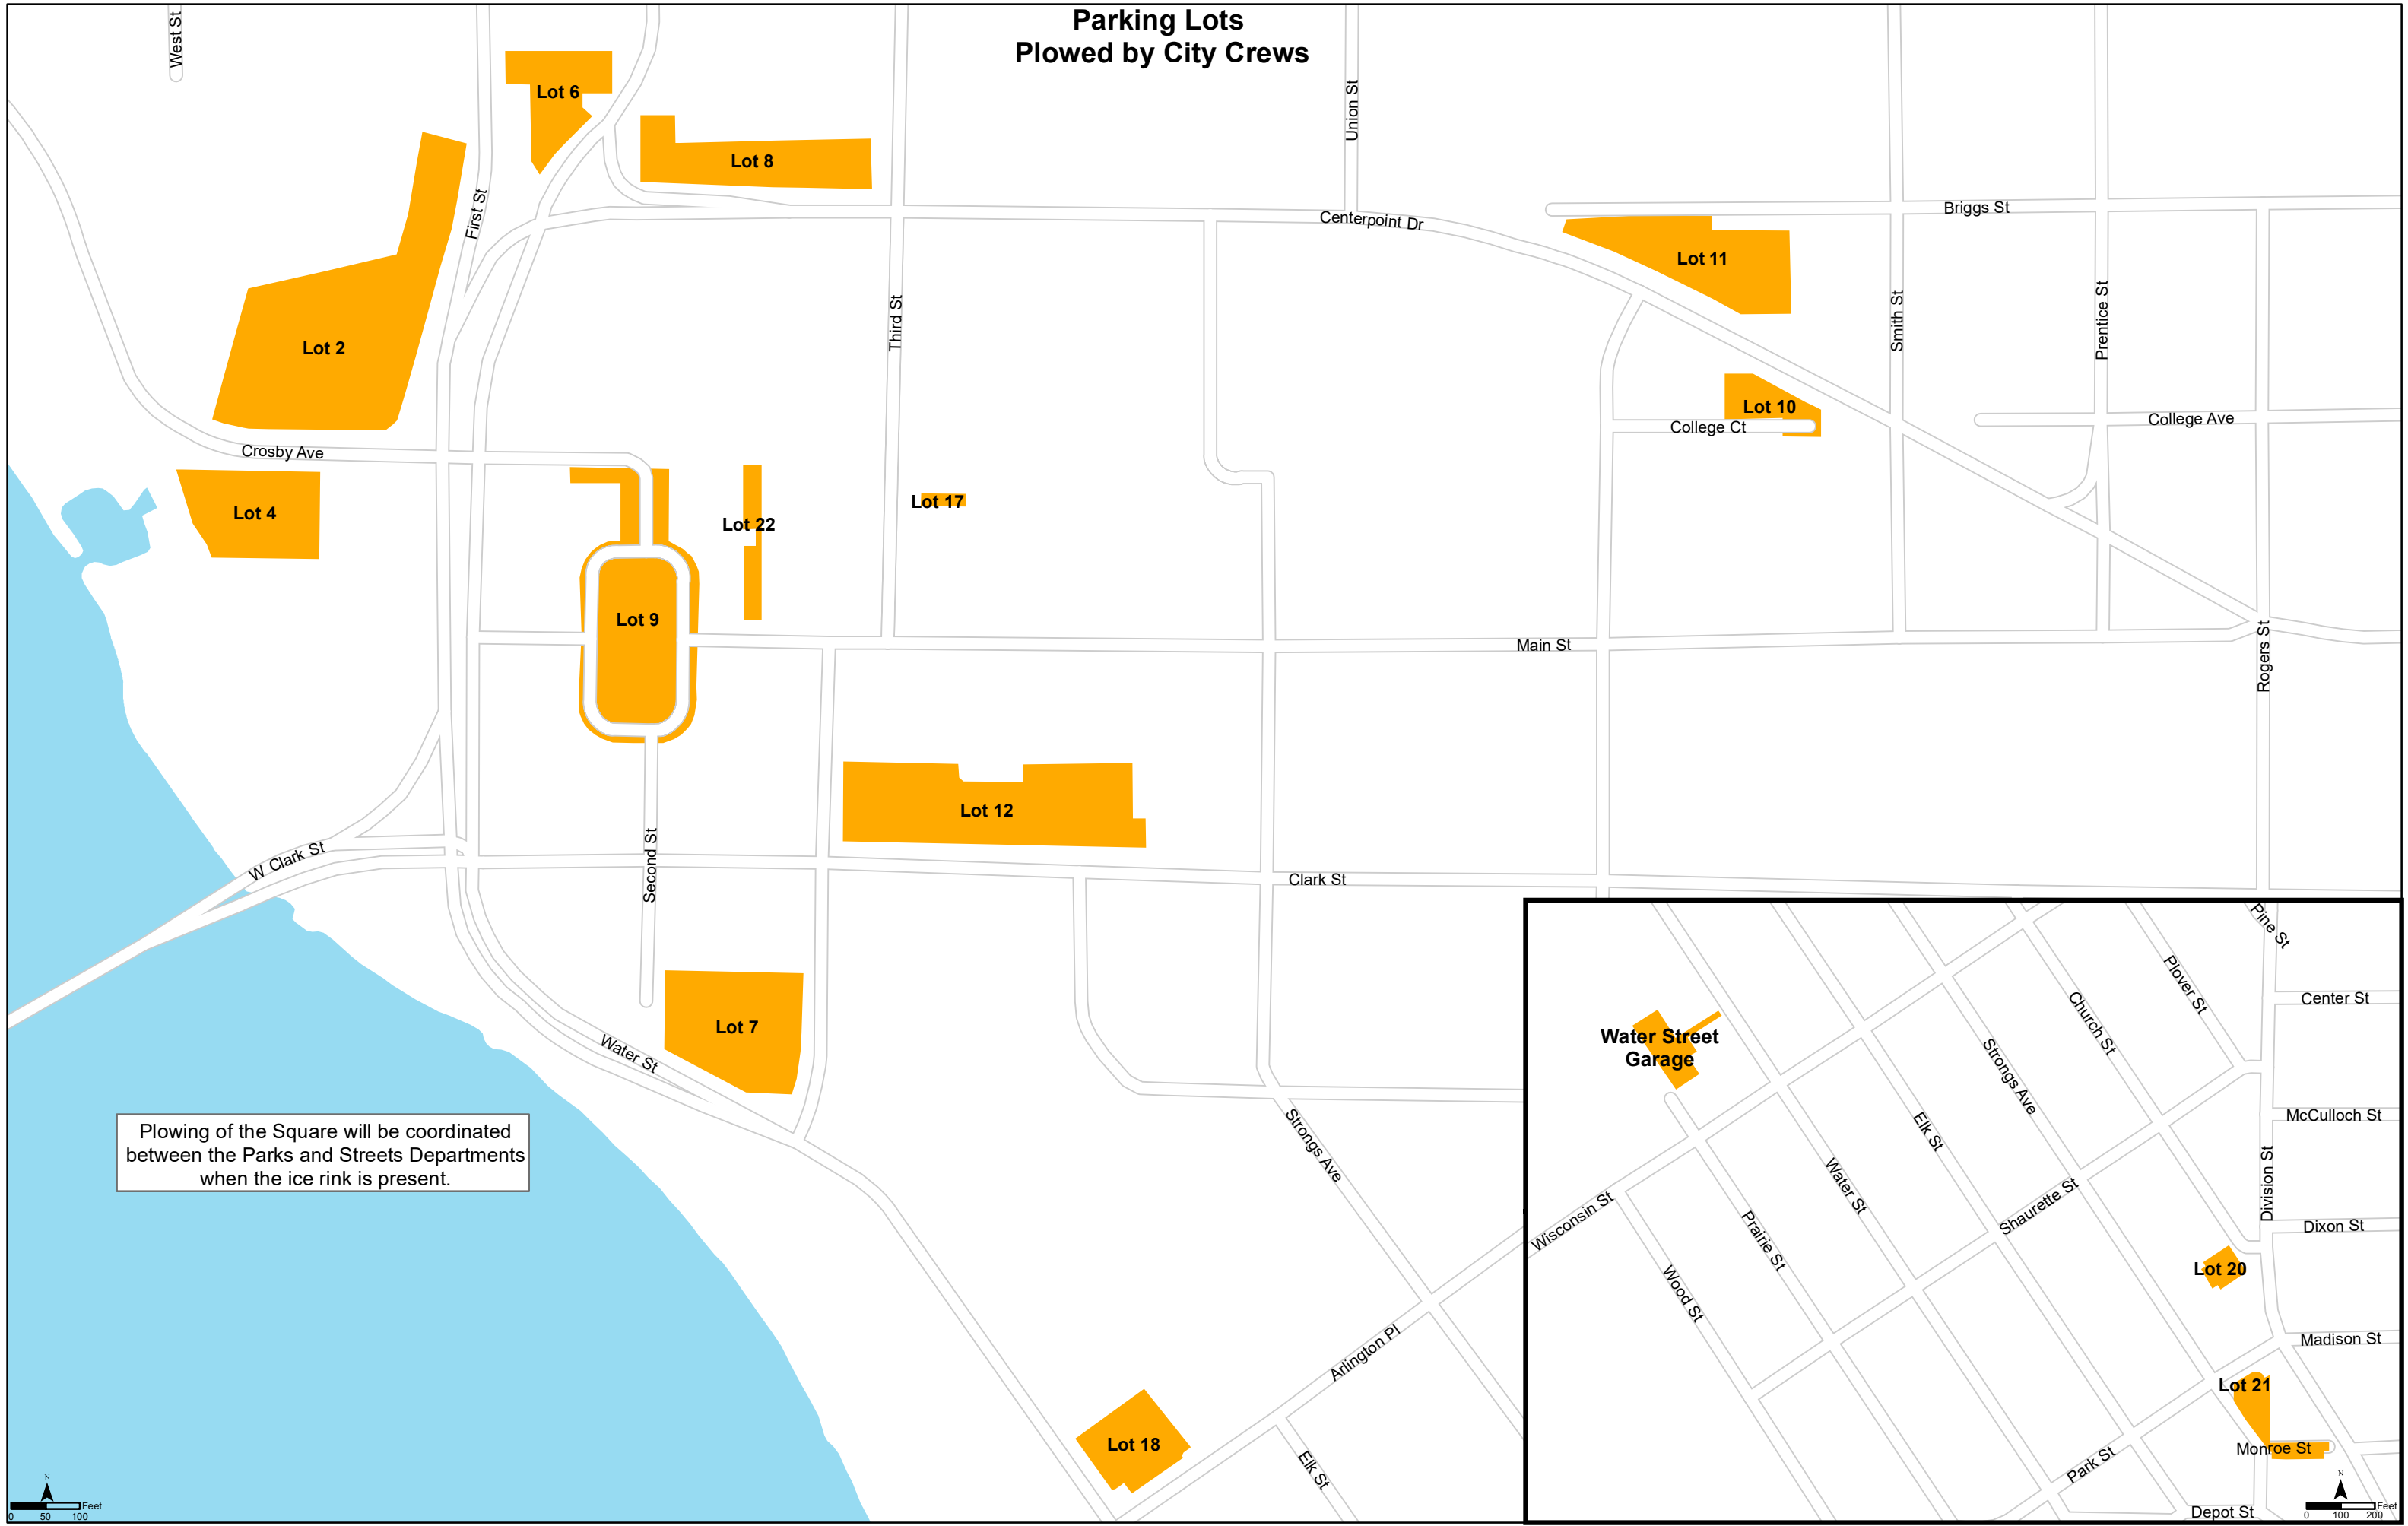 Parking Lots
Plowed by City Crews
West St
First St
Lot 6
Lot 8
Union St
Centerpoint Dr
Briggs St
Lot 11
Lot 2
Third St
Smith St
Prentice St
Lot 10
College Ct
College Ave
Crosby Ave
Lot 4
Lot 22
Lot 17
Lot 9
Main St
Rogers St
Lot 12
W Clark St
Second St
Clark St
Lot 7
Water St
Strongs Ave
Plowing of the Square will be coordinated
between the Parks and Streets Departments
when the ice rink is present.
Arlington Pl
Lot 18
Elk St
N
Feet
0 50 100
Pine St
Plover St
Center St
Church St
Water Street
Garage
Strongs Ave
McCulloch St
Elk St
Division St
Water St
Shaurette St
Wisconsin St
Prairie St
Dixon St
Wood St
Lot 20
Madison St
Lot 21
Monroe St
Park St
Depot St
N
Feet
0 100 200